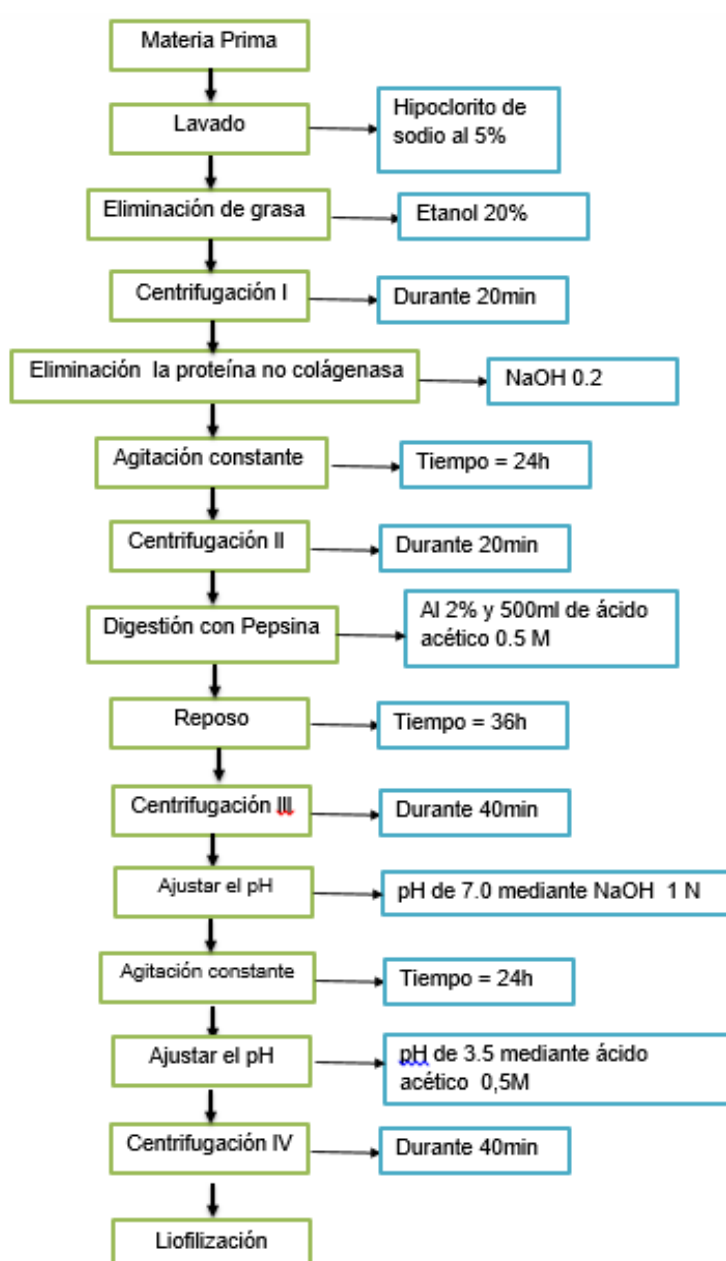 Materia Prima
Lavado
Hipoclorito de
sodio al 5%
Eliminación de grasa
Etanol 20%
Centrifugación I
Durante 20min
Eliminación la proteína no colágenasa
NaOH 0.2
Agitación constante
Tiempo = 24h
Centrifugación II
Durante 20min
Digestión con Pepsina
Al 2% y 500ml de ácido
acético 0.5 M
Reposo
Tiempo = 36h
Centrifugación III
Durante 40min
Ajustar el pH
pH de 7.0 mediante NaOH 1 N
Agitación constante
Tiempo = 24h
Ajustar el pH
pH de 3.5 mediante ácido
acético 0,5M
Centrifugación IV
Durante 40min
Liofilización